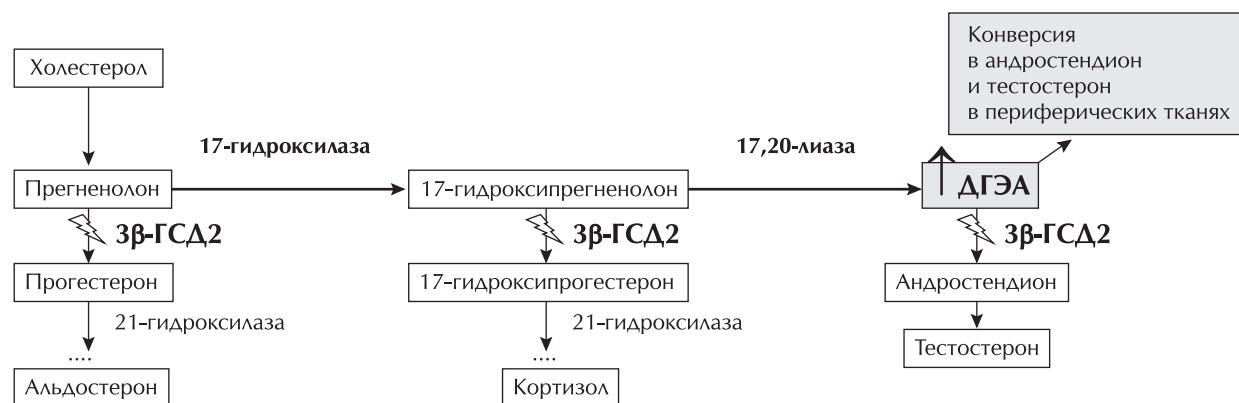 Конверсия
в андростендион
и тестостерон
в периферических тканях
Холестерол
17-гидроксилаза
17,20-лиаза
Прегненолон
17-гидроксипрегненолон
ДГЭА
3β-ГСД2
3β-ГСД2
3β-ГСД2
Прогестерон
17-гидроксипрогестерон
Андростендион
21-гидроксилаза
21-гидроксилаза
Тестостерон
....
....
Альдостерон
Кортизол